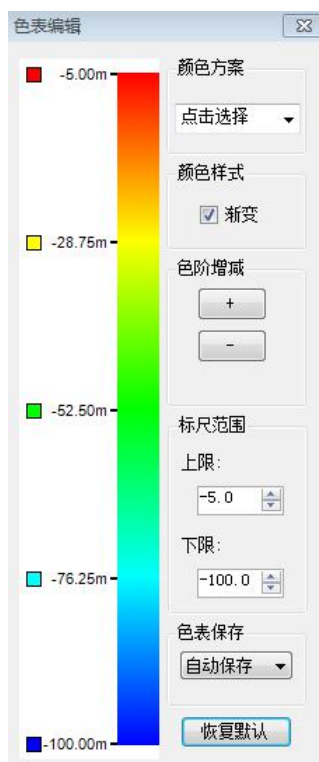 色表编辑
-5.00m
-28.75m
-52.50m
-76.25m
-100.00m
颜色方案
点击选择
颜色样式
渐变
色阶增减
+
-
标尺范围
上限:
-5.0
下限:
-100.0
色表保存
自动保存
恢复默认